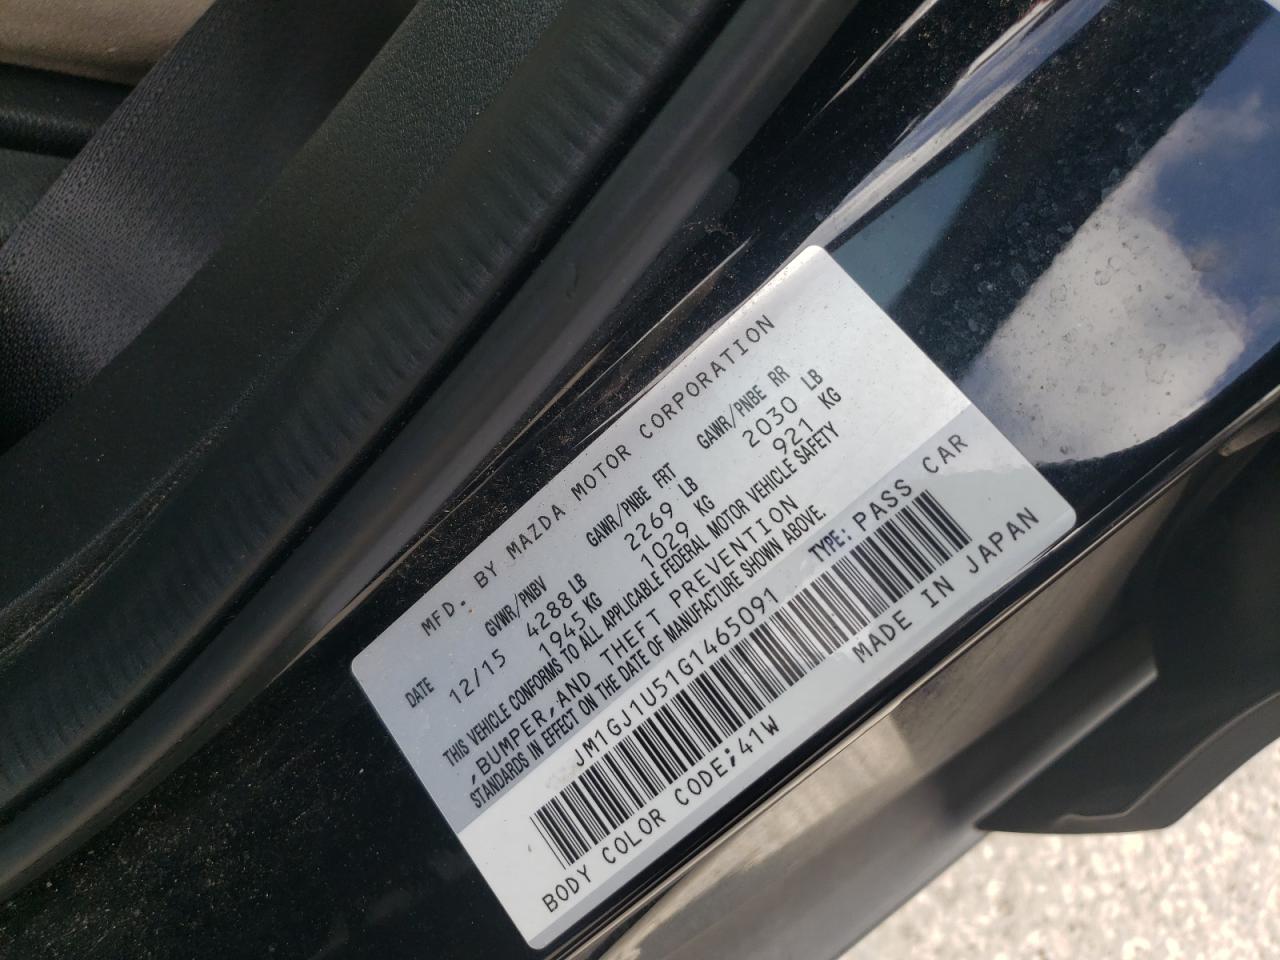 MFD. BY MAZDA MOTOR CORPORATION
DATE GVWR/PNBV GAWR/PNBE FRT GAWR/PNBE RR
12/15 4288LB 2269 LB 2030 LB
1945 KG 1029 KG 921 KG
THIS VEHICLE CONFORMS TO ALL APPLICABLE FEDERAL MOTOR VEHICLE SAFETY
,BUMPER,AND THEFT PREVENTION
STANDARDS IN EFFECT ON THE DATE OF MANUFACTURE SHOWN ABOVE.
JM1GJ1U51G1465091 TYPE:PASS CAR
BODY COLOR CODE;41W MADE IN JAPAN